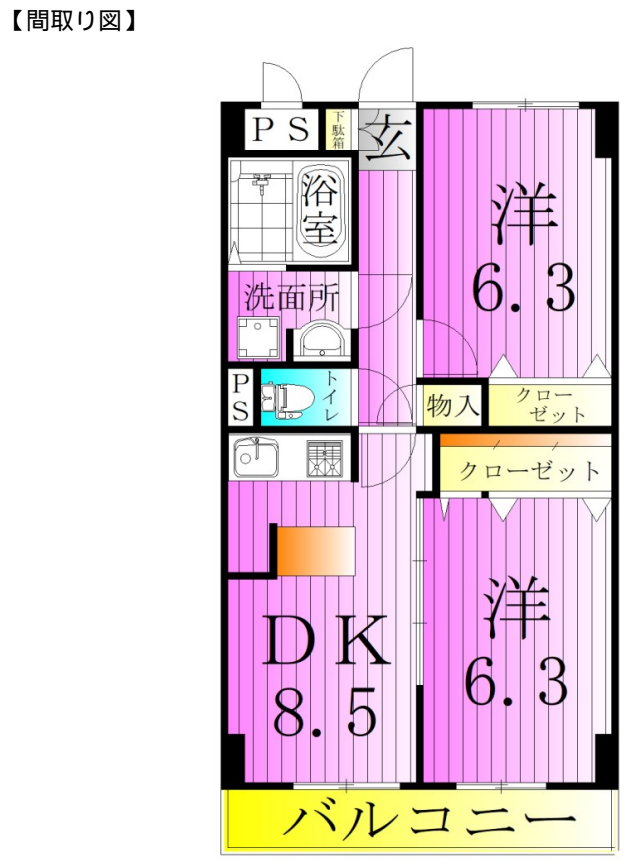 【間取り図】
ＰＳ
下駄箱
玄
浴室
洋
6.3
洗面所
PS
トイレ
物入
クローゼット
クローゼット
ＤＫ
8.5
洋
6.3
バルコニー